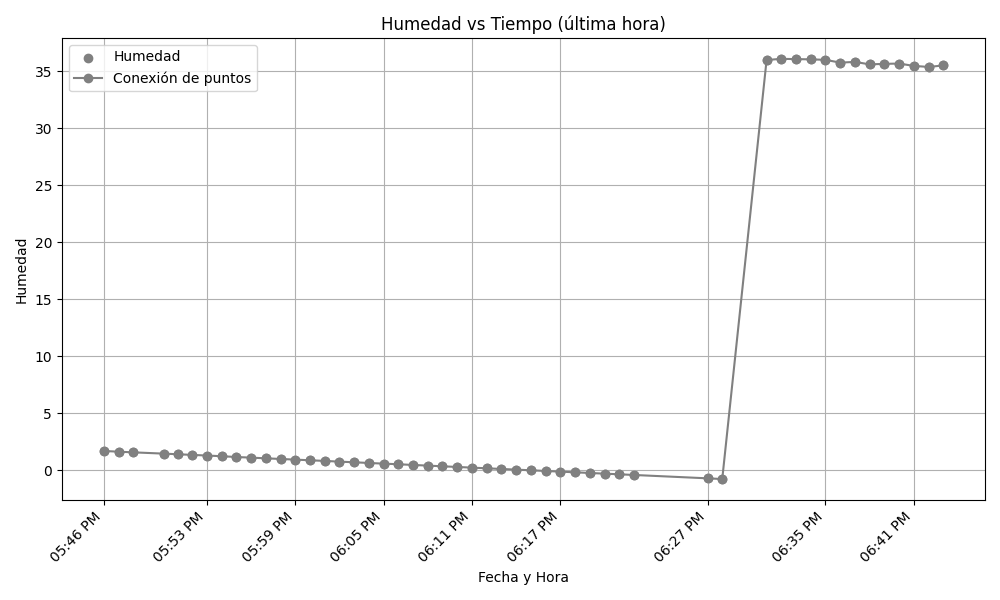 Humedad vs Tiempo (última hora)
Humedad
Conexión de puntos
35
30
25
20
15
10
5
0
Humedad
05:46 PM
05:53 PM
05:59 PM
06:05 PM
06:11 PM
06:17 PM
06:27 PM
06:35 PM
06:41 PM
Fecha y Hora